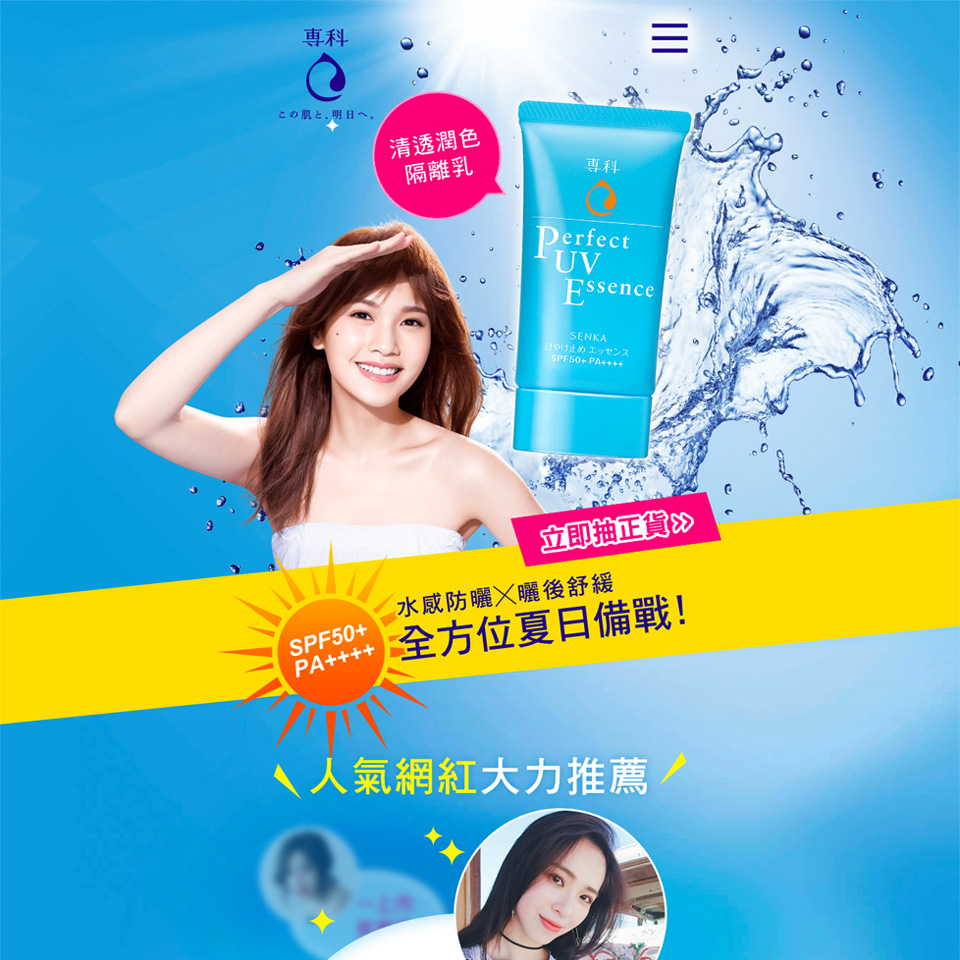 専科
この肌と、明日へ。
清透潤色
隔離乳
専科
Perfect
UV
Essence
SENKA
日やけ止め エッセンス
SPF50+ PA++++
立即抽正貨>>
水感防曬╳曬後舒緩
全方位夏日備戰!
SPF50+
PA++++
人氣網紅大力推薦